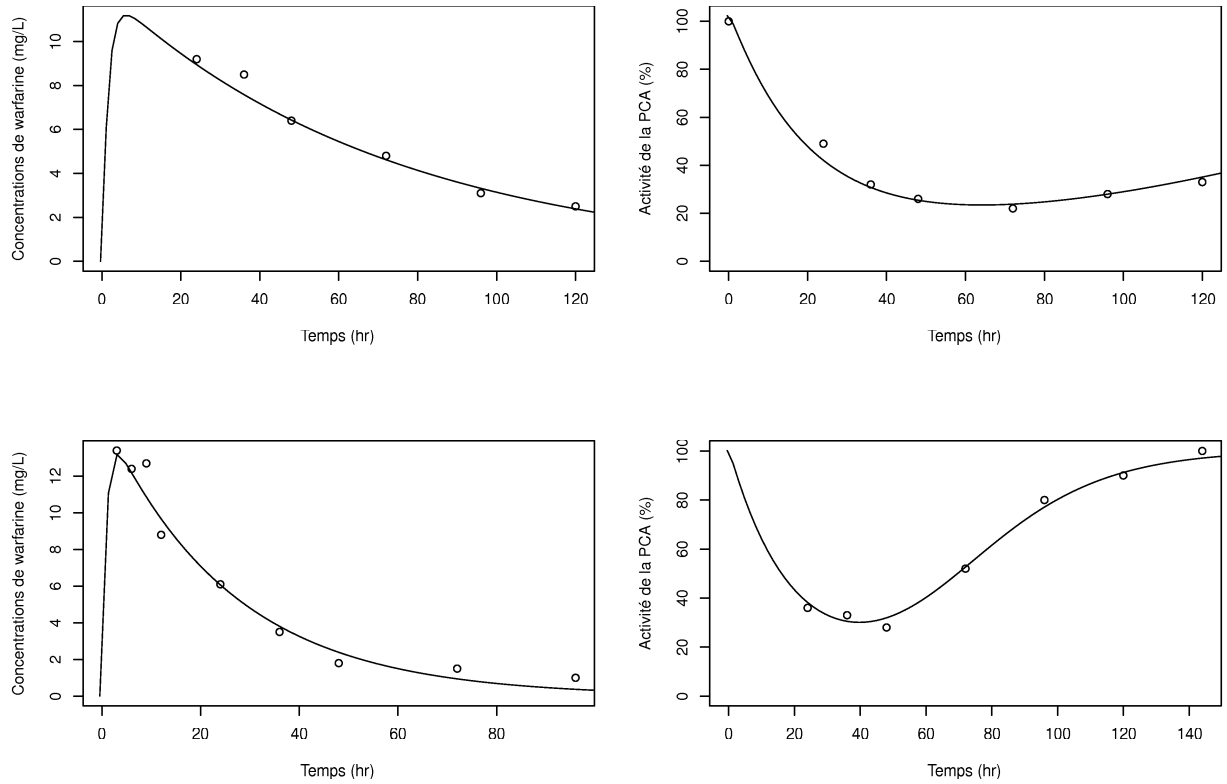 Concentrations de warfarine (mg/L)
10
8
6
4
2
0
0 20 40 60 80 100 120
Temps (hr)
Activité de la PCA (%)
100
80
60
40
20
0
0 20 40 60 80 100 120
Temps (hr)
Concentrations de warfarine (mg/L)
12
10
8
6
4
2
0
0 20 40 60 80
Temps (hr)
Activité de la PCA (%)
100
80
60
40
20
0
0 20 40 60 80 100 120 140
Temps (hr)